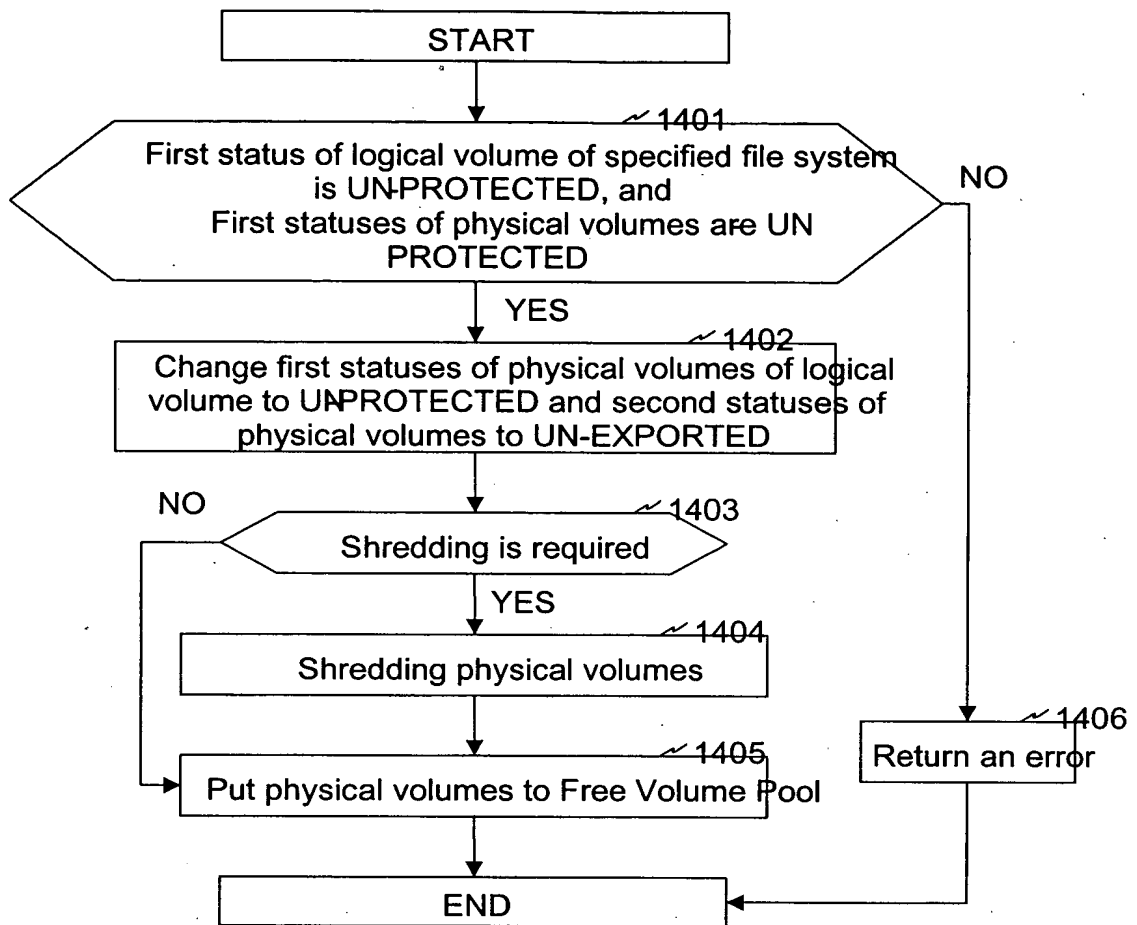 START
1401
First status of logical volume of specified file system
is UN-PROTECTED, and
First statuses of physical volumes are UN
PROTECTED
NO
YES
1402
Change first statuses of physical volumes of logical
volume to UN-PROTECTED and second statuses of
physical volumes to UN-EXPORTED
NO
1403
Shredding is required
YES
1404
Shredding physical volumes
1406
Return an error
1405
Put physical volumes to Free Volume Pool
END